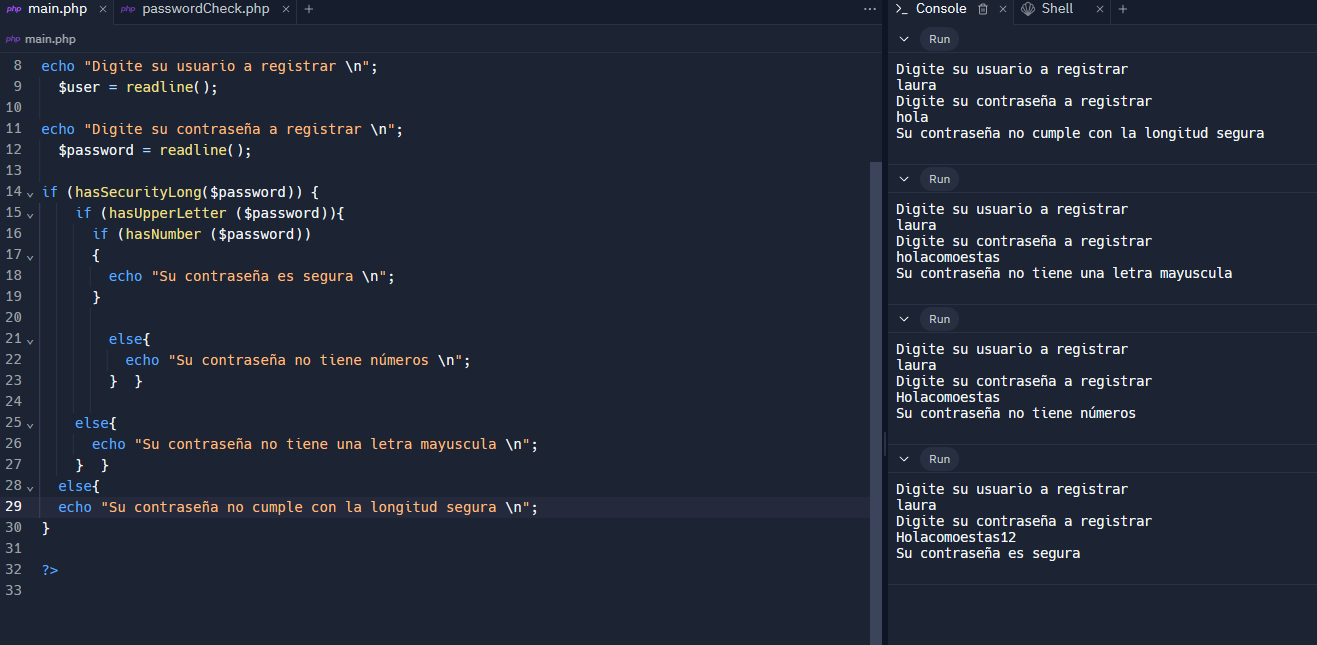 php main.php × php passwordCheck.php × +
php main.php
8 echo "Digite su usuario a registrar \n";
9 $user = readline();
10
11 echo "Digite su contraseña a registrar \n";
12 $password = readline();
13
14 if (hasSecurityLong($password)) {
15 if (hasUpperLetter ($password)){
16 if (hasNumber ($password))
17 {
18 echo "Su contraseña es segura \n";
19 }
20
21 else{
22 echo "Su contraseña no tiene números \n";
23 } }
24
25 else{
26 echo "Su contraseña no tiene una letra mayuscula \n";
27 } }
28 else{
29 echo "Su contraseña no cumple con la longitud segura \n";
30 }
31
32 ?>
33
Console × Shell × +
Run
Digite su usuario a registrar
laura
Digite su contraseña a registrar
hola
Su contraseña no cumple con la longitud segura
Run
Digite su usuario a registrar
laura
Digite su contraseña a registrar
holacomoestas
Su contraseña no tiene una letra mayuscula
Run
Digite su usuario a registrar
laura
Digite su contraseña a registrar
Holacomoestas
Su contraseña no tiene números
Run
Digite su usuario a registrar
laura
Digite su contraseña a registrar
Holacomoestas12
Su contraseña es segura